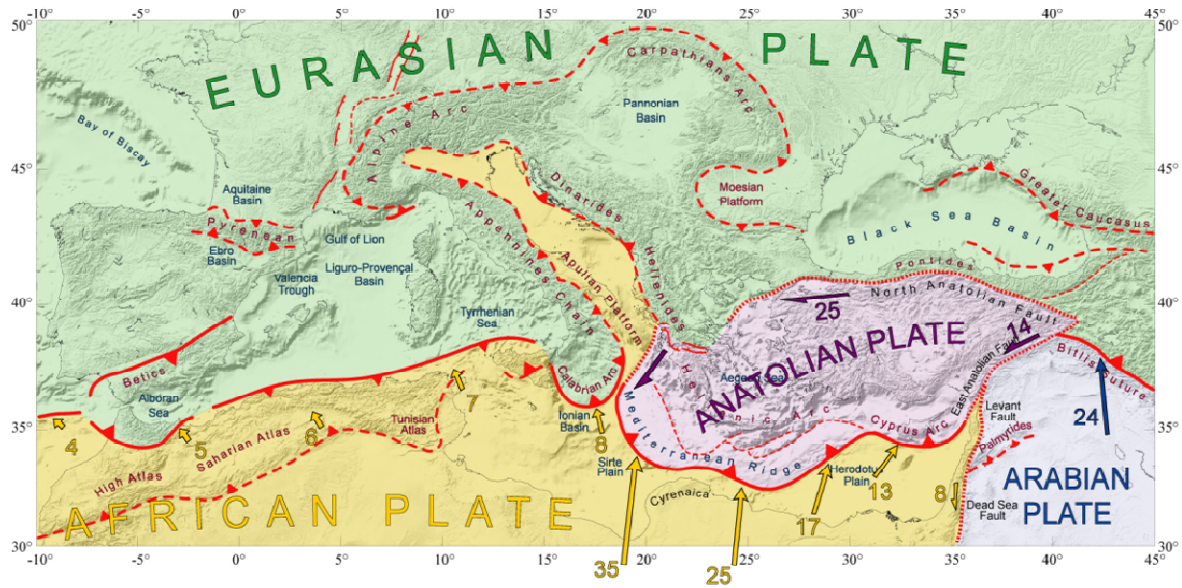 -10° -5° 0° 5° 10° 15° 20° 25° 30° 35° 40° 45°
50° 50°
EURASIAN PLATE
Carpathians Arc
Pannonian
Basin
Bay of Biscay
Alpine Arc
45° 45°
Aquitaine
Basin
Dinarides
Moesian
Platform
Greater Caucasus
Pyrenean
Ebro
Basin
Gulf of Lion
Appennines Chain
Black Sea Basin
Liguro-Provençal
Basin
Valencia
Trough
Apulian Platform
Hellenides
Pontides
40° 40°
North Anatolian Fault
25
Tyrrhenian
Sea
ANATOLIAN PLATE
14
East Anatolian Fault
Bitlis Suture
Betics
Calabrian Arc
Aegean Sea
Alboran
Sea
7
Tunisian
Atlas
Ionian
Basin
8
Levant
Fault
24
35° 35°
4
5
6
Saharian Atlas
High Atlas
Mediterranean Ridge
He nic Arc
Cyprus Arc
Palmyrides
Sirte
Plain
Herodotu
Plain
13
8
ARABIAN
PLATE
AFRICAN PLATE
Cyrenaica
17
Dead Sea
Fault
30° 30°
35
25
-10° -5° 0° 5° 10° 15° 20° 25° 30° 35° 40° 45°